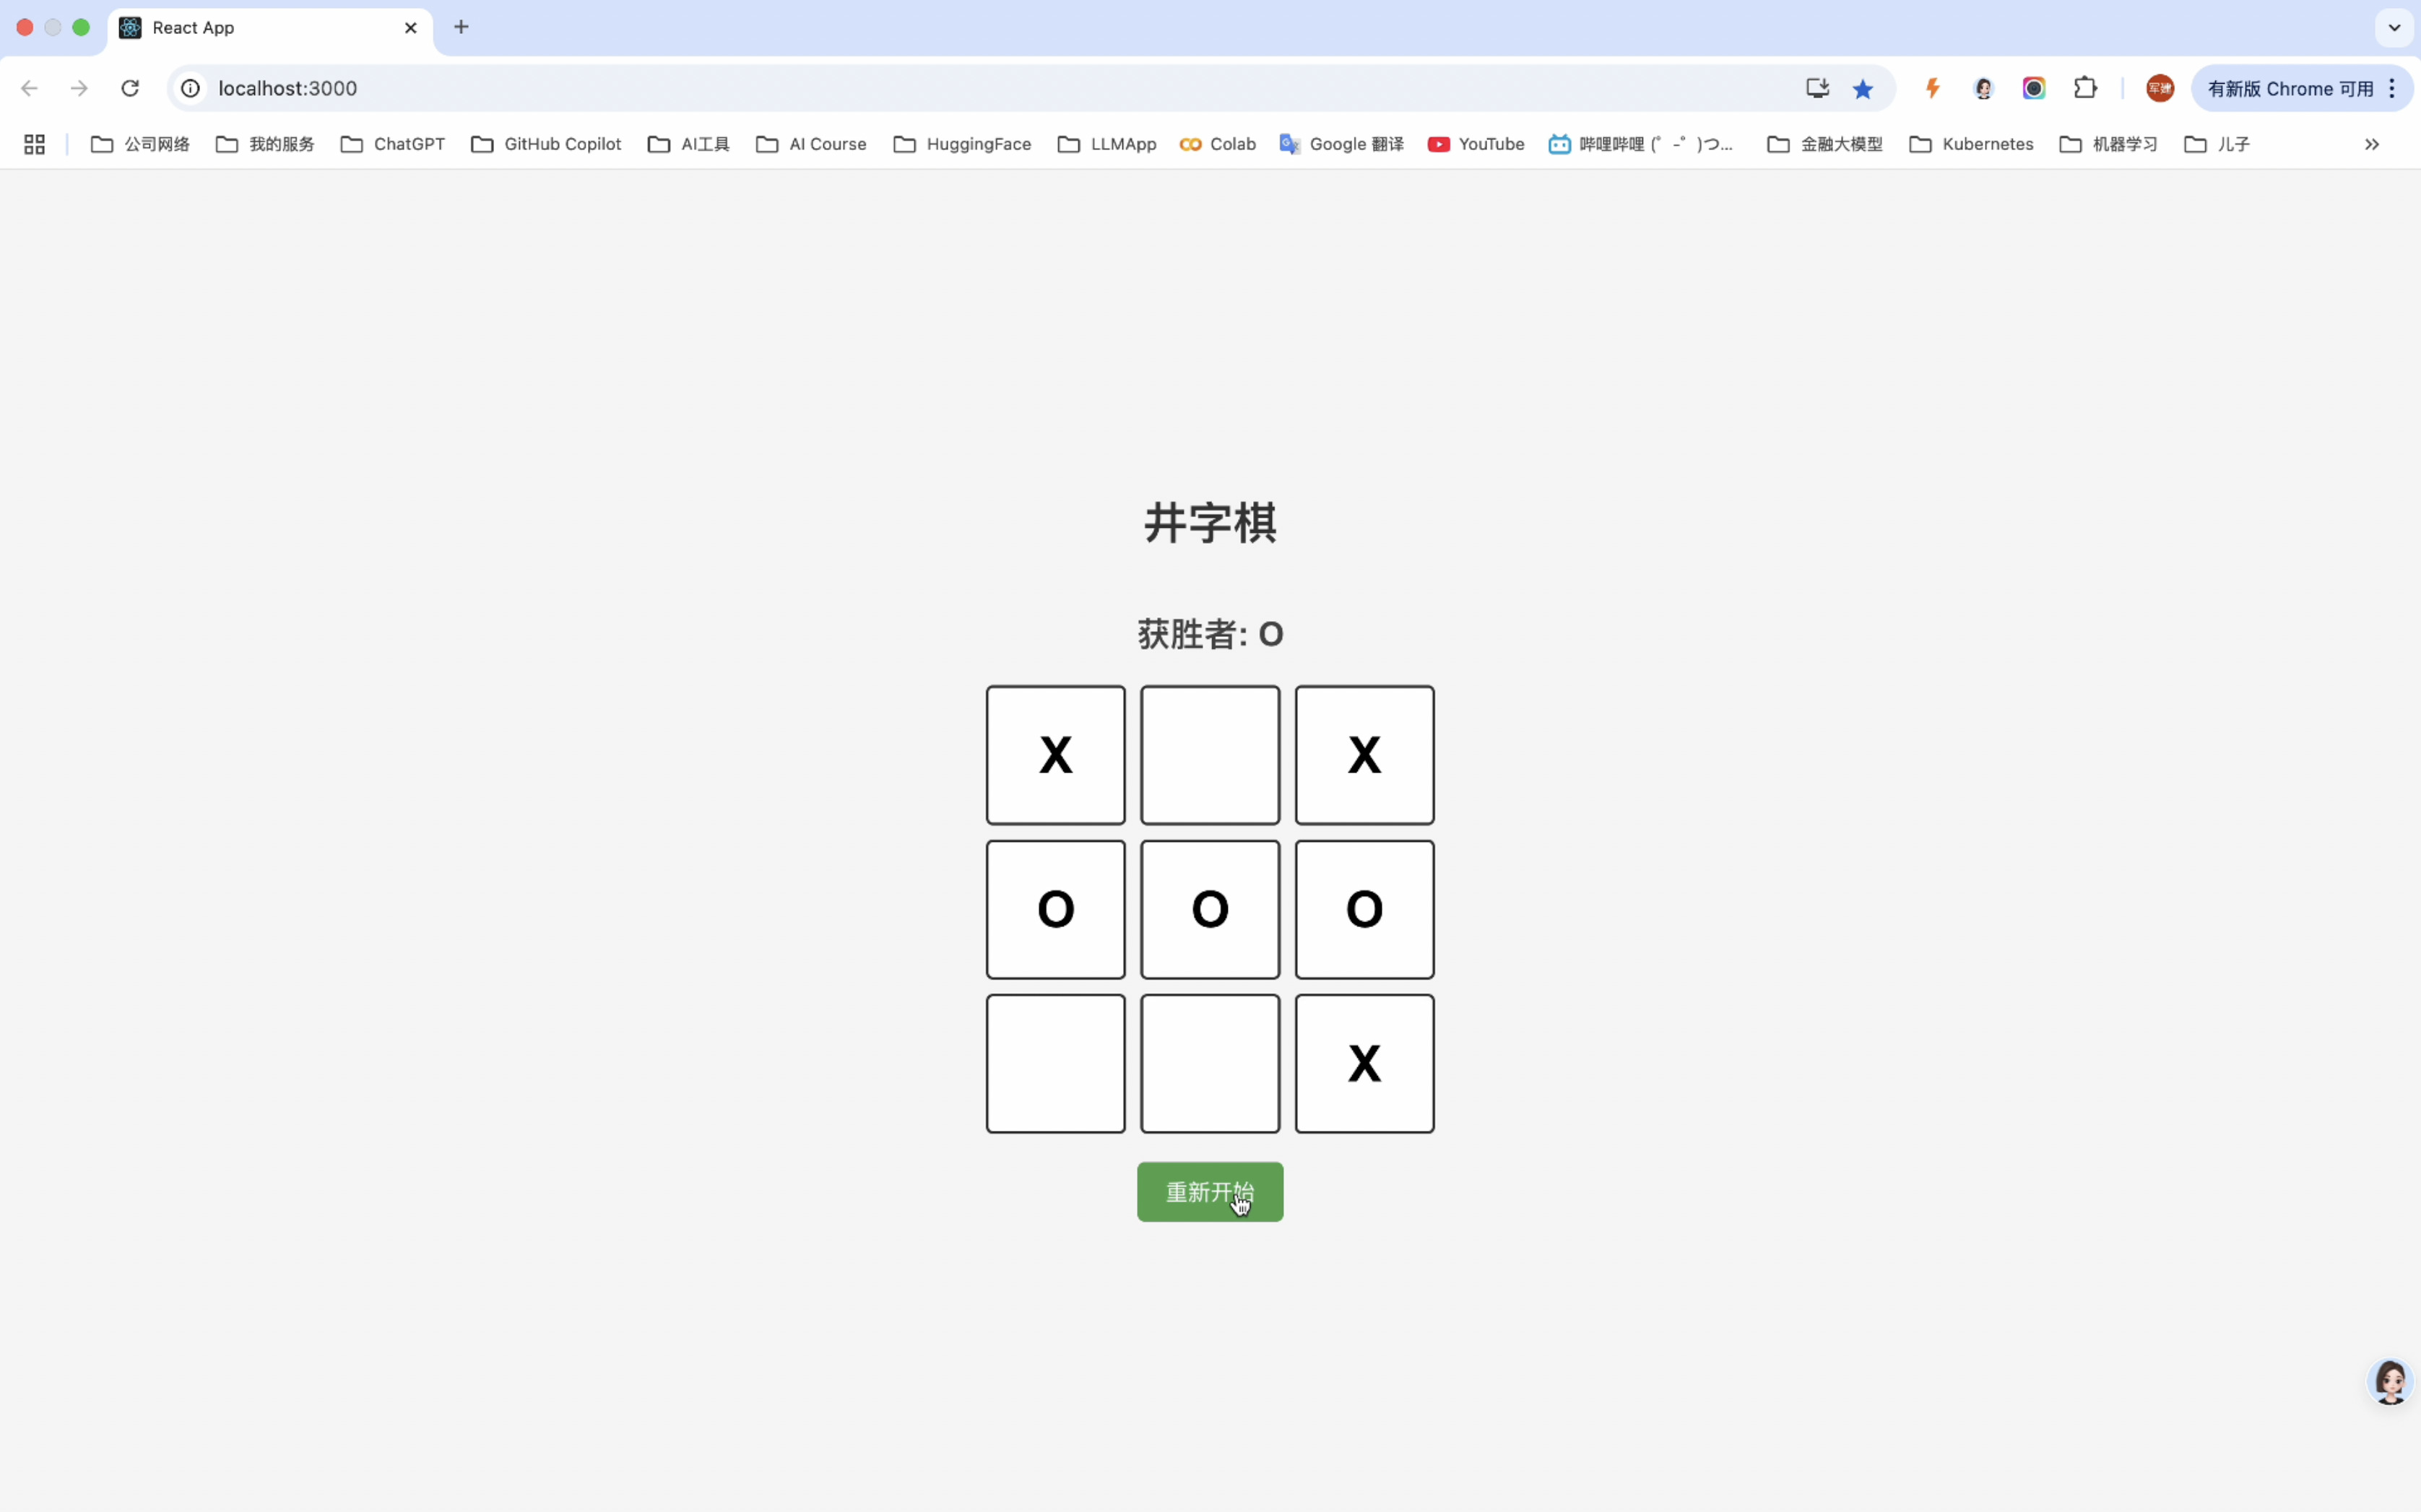 React App
localhost:3000
军建
有新版 Chrome 可用
公司网络
我的服务
ChatGPT
GitHub Copilot
AI工具
AI Course
HuggingFace
LLMApp
Colab
Google 翻译
YouTube
哔哩哔哩 (゜-゜)つ...
金融大模型
Kubernetes
机器学习
儿子
井字棋
获胜者: O
X X
O O O
X
重新开始